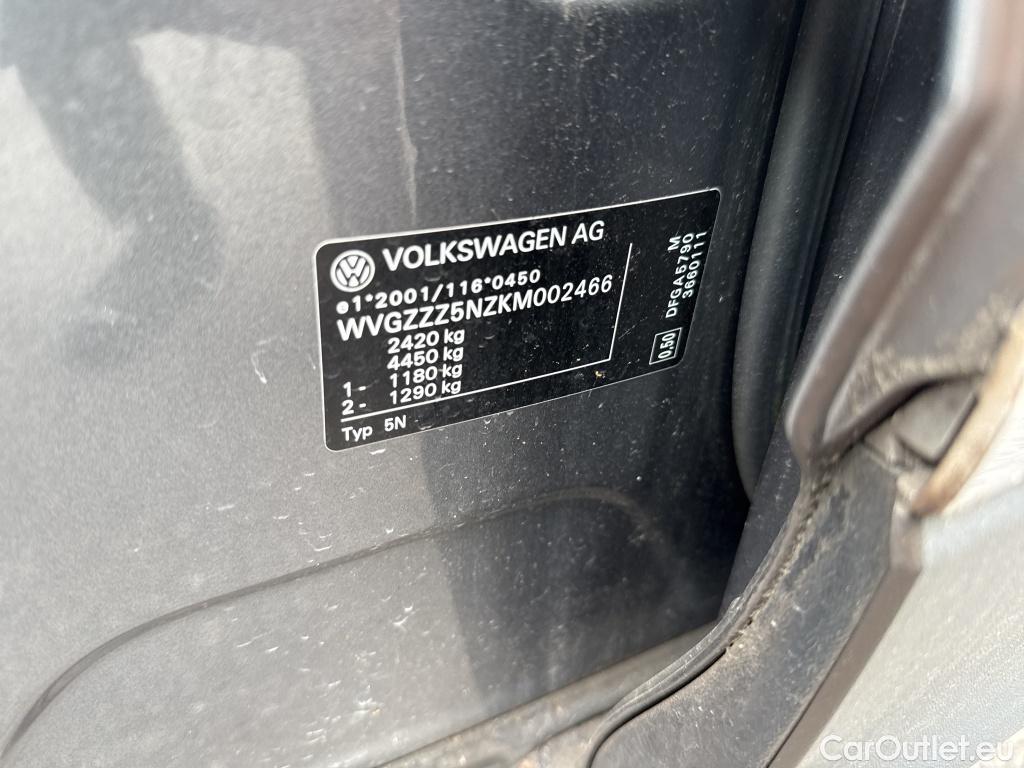 VOLKSWAGEN AG
e1*2001/116*0450
WVGZZZ5NZKM002466
2420 kg
4450 kg
1- 1180 kg
2- 1290 kg
Typ 5N
M
DFGA5790
3660111
0,50
CarOutlet.eu